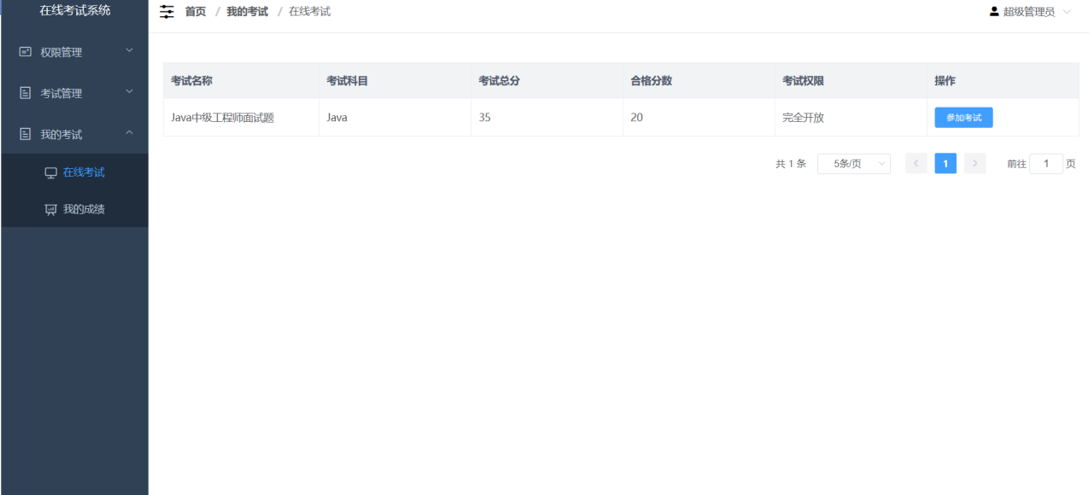 在线考试系统
首页 / 我的考试 / 在线考试
超级管理员
权限管理
考试管理
我的考试
在线考试
我的成绩
考试名称 考试科目 考试总分 合格分数 考试权限 操作
Java中级工程师面试题 Java 35 20 完全开放 参加考试
共 1 条 5条/页 1 前往 1 页